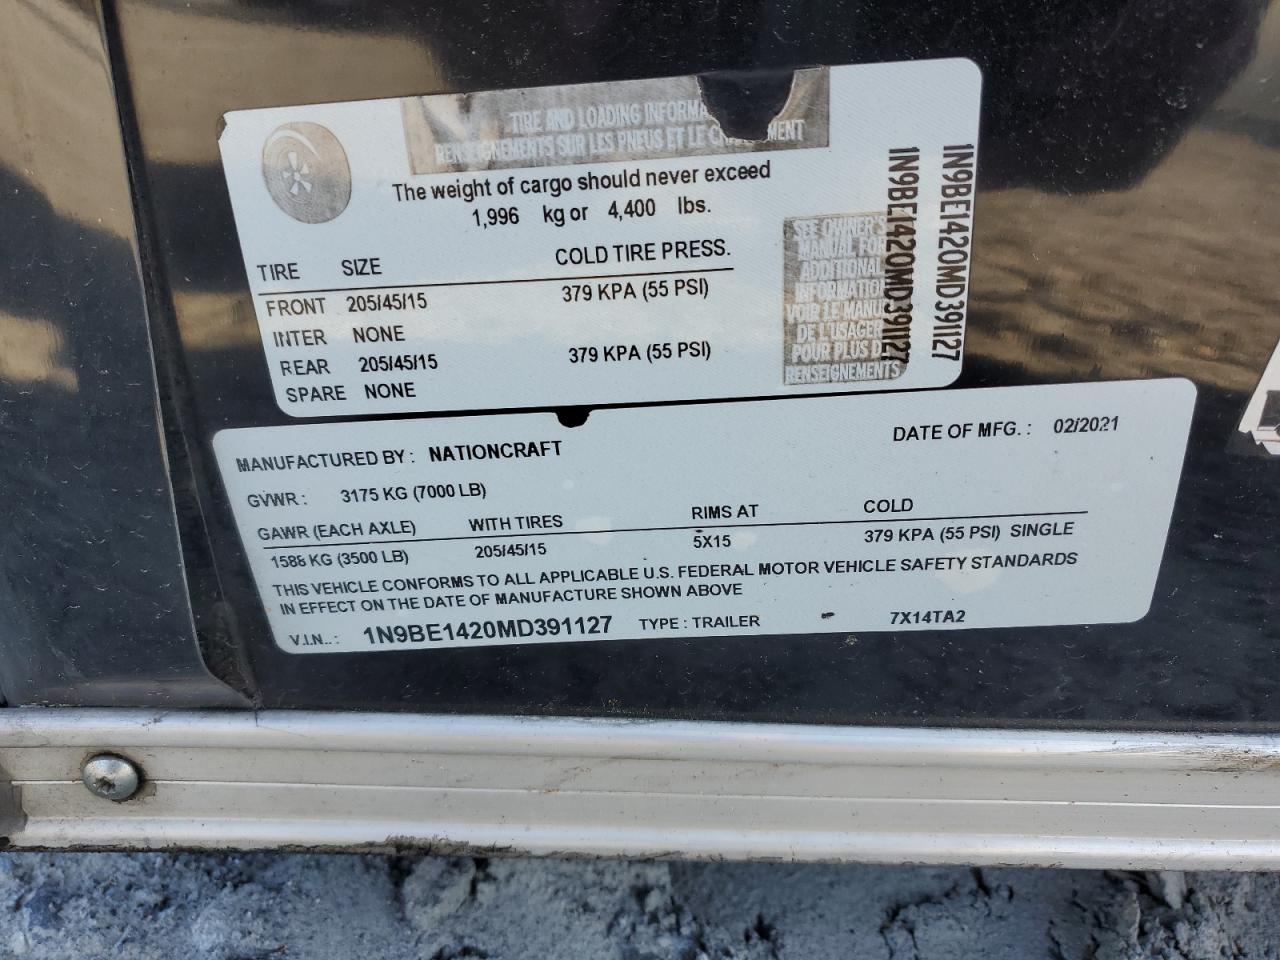 TIRE AND LOADING INFORMA
RENSEIGNEMENTS SUR LES PNEUS ET LE C MENT
The weight of cargo should never exceed
1,996 kg or 4,400 lbs.
TIRE SIZE COLD TIRE PRESS.
FRONT 205/45/15 379 KPA (55 PSI)
INTER NONE
REAR 205/45/15 379 KPA (55 PSI)
SPARE NONE
SEE OWNER'S
MANUAL FOR
ADDITIONAL
INFORMATION
VOIR LE MANU
DE L'USAGER
POUR PLUS D
RENSEIGNEMENTS
1N9BE1420MD391127
1N9BE1420MD391127
MANUFACTURED BY : NATIONCRAFT DATE OF MFG. : 02/2021
GVWR : 3175 KG (7000 LB)
GAWR (EACH AXLE) WITH TIRES RIMS AT COLD
1588 KG (3500 LB) 205/45/15 5X15 379 KPA (55 PSI) SINGLE
THIS VEHICLE CONFORMS TO ALL APPLICABLE U.S. FEDERAL MOTOR VEHICLE SAFETY STANDARDS
IN EFFECT ON THE DATE OF MANUFACTURE SHOWN ABOVE
V.I.N.. : 1N9BE1420MD391127 TYPE : TRAILER 7X14TA2